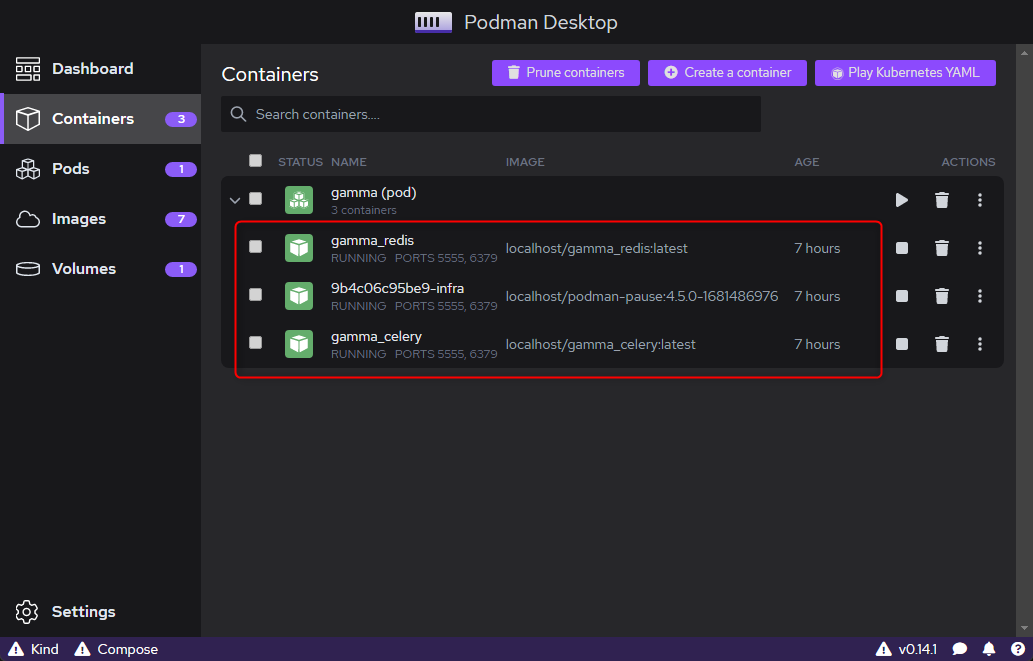 Podman Desktop
Dashboard
Containers 3
Pods 1
Images 7
Volumes 1
Settings
Containers
Prune containers
Create a container
Play Kubernetes YAML
Search containers....
STATUS NAME IMAGE AGE ACTIONS
gamma (pod)
3 containers
gamma_redis
RUNNING PORTS 5555, 6379
localhost/gamma_redis:latest
7 hours
9b4c06c95be9-infra
RUNNING PORTS 5555, 6379
localhost/podman-pause:4.5.0-1681486976
7 hours
gamma_celery
RUNNING PORTS 5555, 6379
localhost/gamma_celery:latest
7 hours
Kind Compose v0.14.1